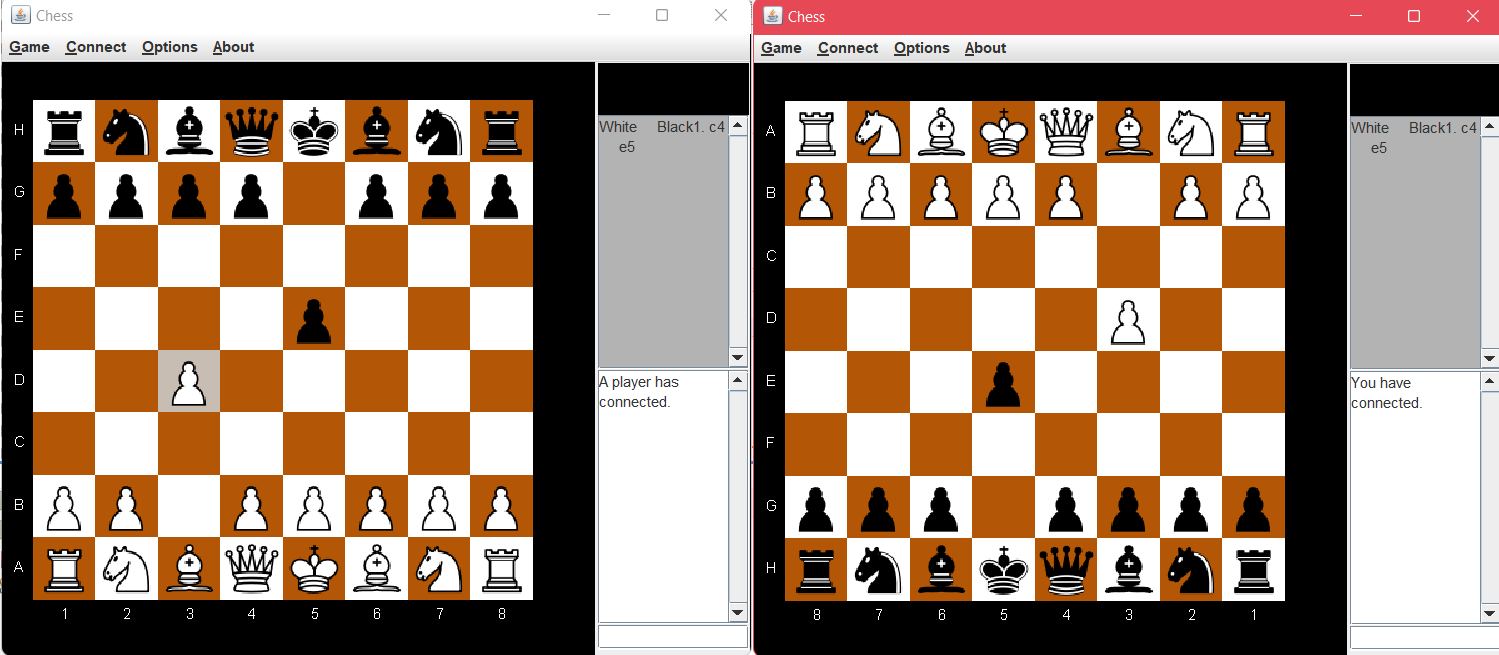 Chess
Game Connect Options About
White Black1. c4
e5
A player has
connected.
H
G
F
E
D
C
B
A
1 2 3 4 5 6 7 8
Chess
Game Connect Options About
White Black1. c4
e5
You have
connected.
A
B
C
D
E
F
G
H
8 7 6 5 4 3 2 1